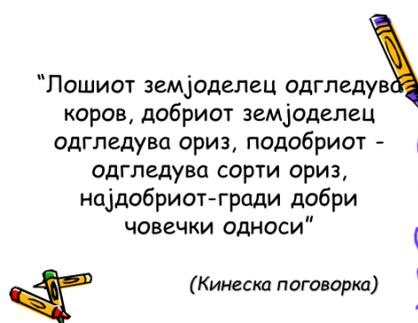 “Лошиот земјоделец одгледува
коров, добриот земјоделец
одгледува ориз, подобриот -
одгледува сорти ориз,
најдобриот-гради добри
човечки односи”
(Кинеска поговорка)